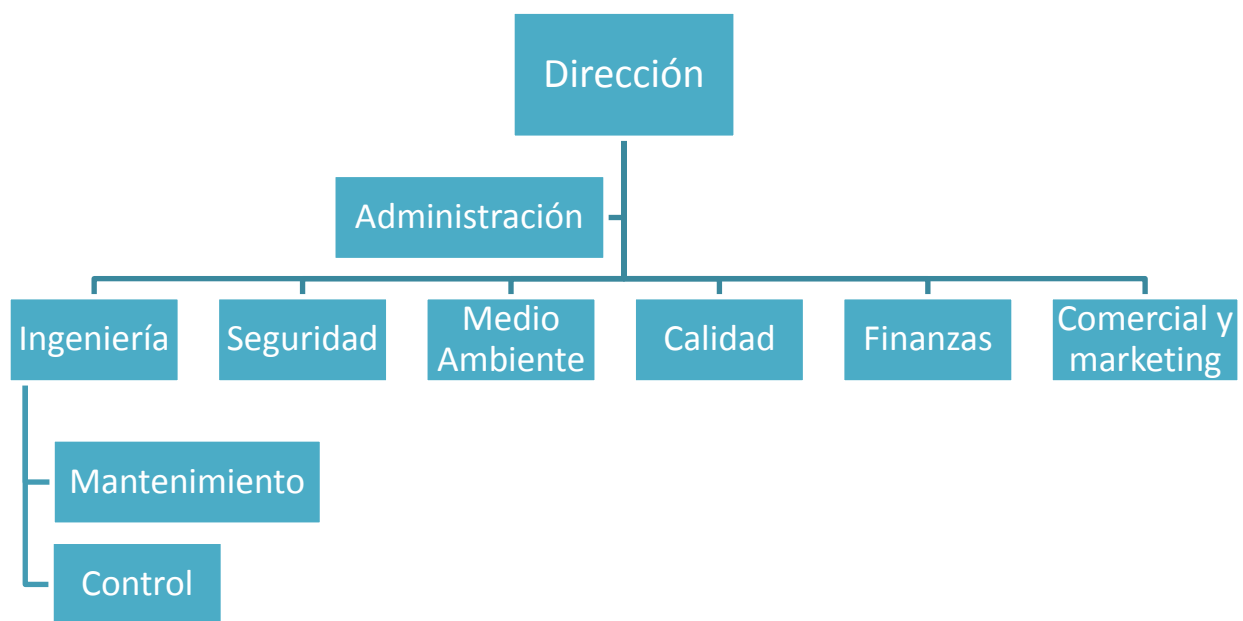 Dirección
Administración
Ingeniería
Seguridad
Medio
Ambiente
Calidad
Finanzas
Comercial y
marketing
Mantenimiento
Control